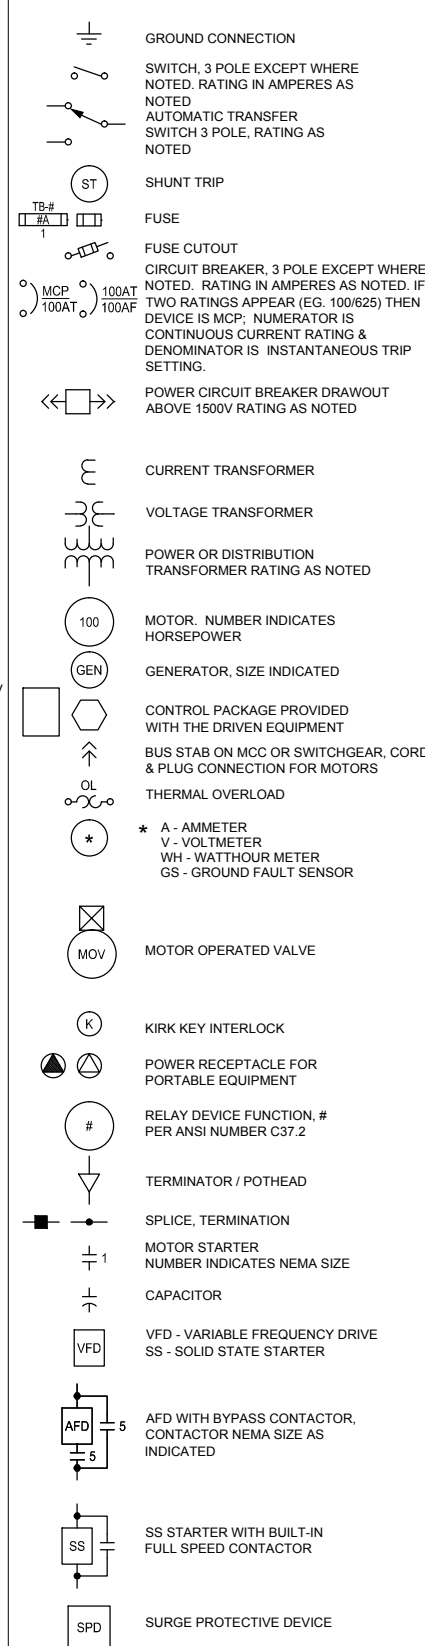 GROUND CONNECTION
SWITCH, 3 POLE EXCEPT WHERE
NOTED. RATING IN AMPERES AS
NOTED
AUTOMATIC TRANSFER
SWITCH 3 POLE, RATING AS
NOTED
ST
SHUNT TRIP
TB-#
#A
1
FUSE
FUSE CUTOUT
MCP
100AT
100AT
100AF
CIRCUIT BREAKER, 3 POLE EXCEPT WHERE
NOTED. RATING IN AMPERES AS NOTED. IF
TWO RATINGS APPEAR (EG. 100/625) THEN
DEVICE IS MCP; NUMERATOR IS
CONTINUOUS CURRENT RATING &
DENOMINATOR IS INSTANTANEOUS TRIP
SETTING.
POWER CIRCUIT BREAKER DRAWOUT
ABOVE 1500V RATING AS NOTED
CURRENT TRANSFORMER
VOLTAGE TRANSFORMER
POWER OR DISTRIBUTION
TRANSFORMER RATING AS NOTED
100
MOTOR. NUMBER INDICATES
HORSEPOWER
GEN
GENERATOR, SIZE INDICATED
CONTROL PACKAGE PROVIDED
WITH THE DRIVEN EQUIPMENT
BUS STAB ON MCC OR SWITCHGEAR, CORD
& PLUG CONNECTION FOR MOTORS
OL
THERMAL OVERLOAD
*
* A - AMMETER
V - VOLTMETER
WH - WATTHOUR METER
GS - GROUND FAULT SENSOR
MOV
MOTOR OPERATED VALVE
K
KIRK KEY INTERLOCK
POWER RECEPTACLE FOR
PORTABLE EQUIPMENT
#
RELAY DEVICE FUNCTION, #
PER ANSI NUMBER C37.2
TERMINATOR / POTHEAD
SPLICE, TERMINATION
1
MOTOR STARTER
NUMBER INDICATES NEMA SIZE
CAPACITOR
VFD
VFD - VARIABLE FREQUENCY DRIVE
SS - SOLID STATE STARTER
AFD
5
5
AFD WITH BYPASS CONTACTOR,
CONTACTOR NEMA SIZE AS
INDICATED
SS
SS STARTER WITH BUILT-IN
FULL SPEED CONTACTOR
SPD
SURGE PROTECTIVE DEVICE